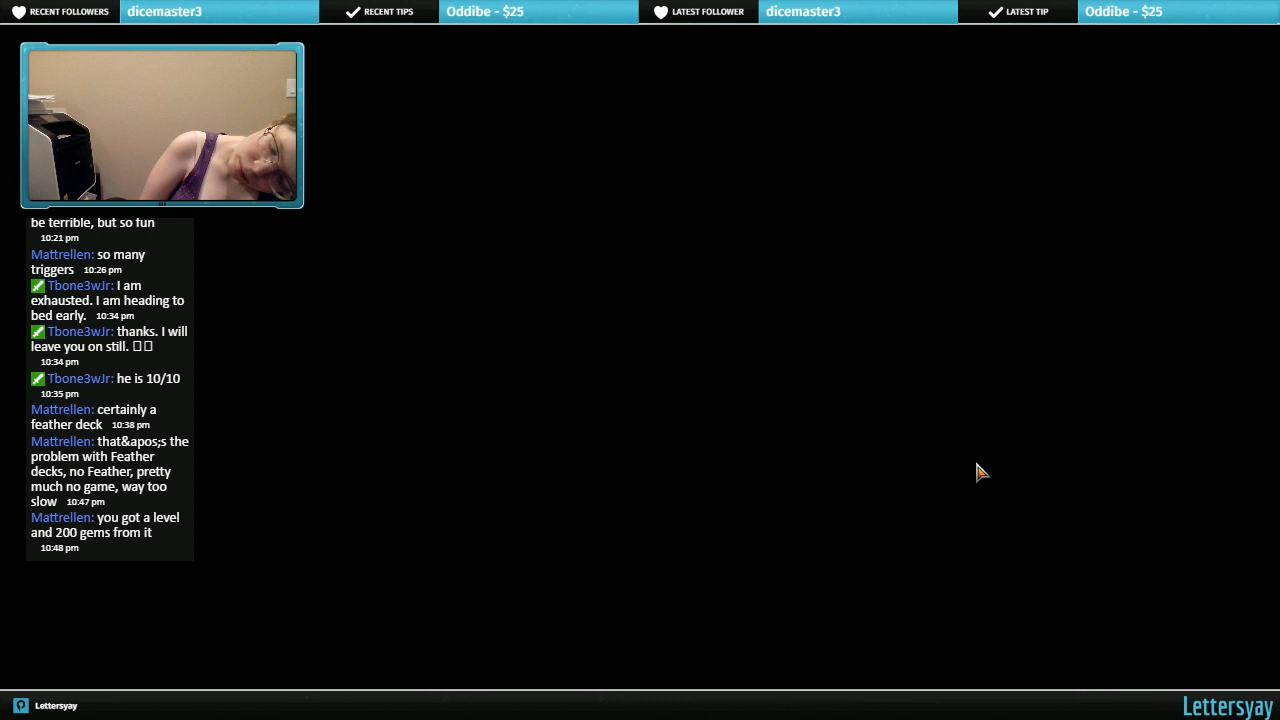 RECENT FOLLOWERS dicemaster3 RECENT TIPS Oddibe - $25 LATEST FOLLOWER dicemaster3 LATEST TIP Oddibe - $25
be terrible, but so fun
10:21 pm
Mattrellen: so many
triggers 10:26 pm
Tbone3wJr: I am
exhausted. I am heading to
bed early. 10:34 pm
Tbone3wJr: thanks. I will
leave you on still.
10:34 pm
Tbone3wJr: he is 10/10
10:35 pm
Mattrellen: certainly a
feather deck 10:38 pm
Mattrellen: that&apos;s the
problem with Feather
decks, no Feather, pretty
much no game, way too
slow 10:47 pm
Mattrellen: you got a level
and 200 gems from it
10:48 pm
Lettersyay Lettersyay